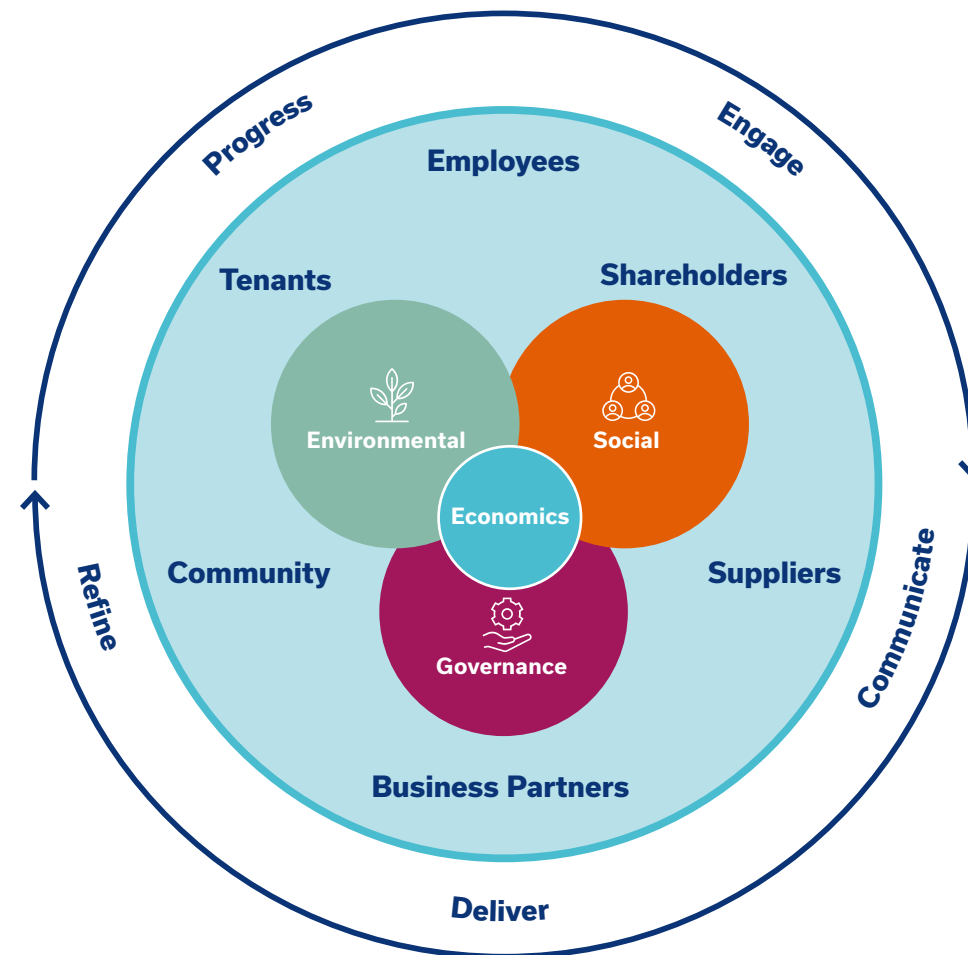 Progress
Engage
Employees
Tenants
Shareholders
Environmental
Social
Economics
Community
Suppliers
Refine
Communicate
Governance
Business Partners
Deliver